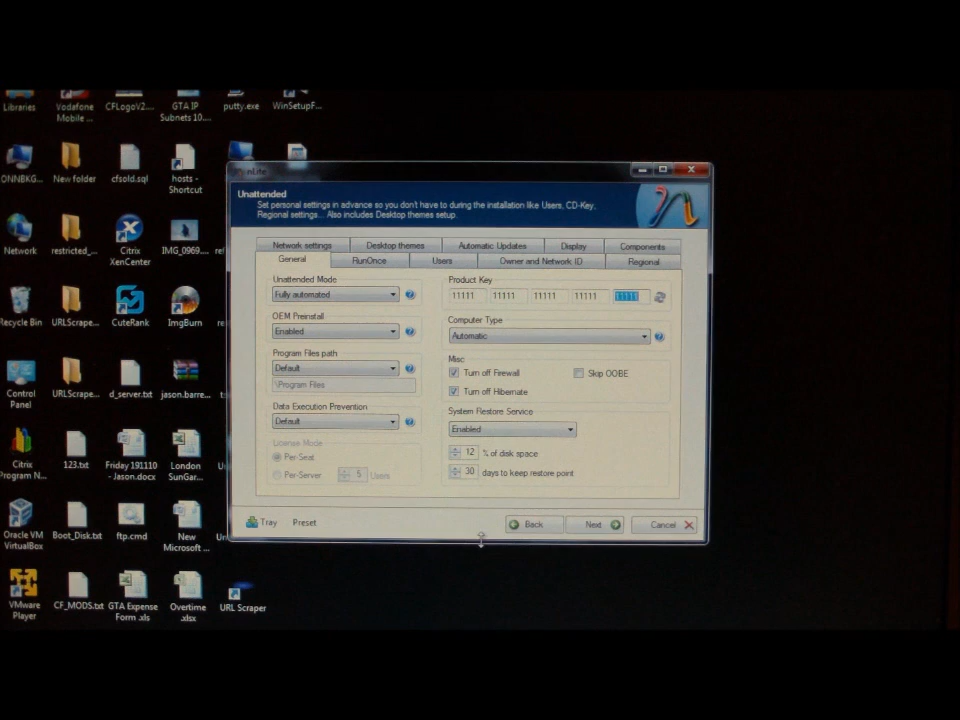 Libraries
Vodafone
Mobile ...
CFLogoV2....
GTA IP
Subnets 10....
putty.exe
WinSetupF...
ONNBKG...
New folder
cfsold.sql
hosts -
Shortcut
Network
restricted_...
Citrix
XenCenter
IMG_0969....
Recycle Bin
URLScrape...
CuteRank
ImgBurn
Control
Panel
URLScrape...
d_server.txt
jason.barre...
Citrix
Program N...
123.txt
Friday 191110
- Jason.docx
London
SunGar...
Oracle VM
VirtualBox
Boot_Disk.txt
ftp.cmd
New
Microsoft ...
VMware
Player
CF_MODS.txt
GTA Expense
Form .xls
Overtime
.xlsx
URL Scraper
nLite
Unattended
Set personal settings in advance so you don't have to during the installation like Users, CD-Key,
Regional settings... Also includes Desktop themes setup.
Network settings
Desktop themes
Automatic Updates
Display
Components
General
RunOnce
Users
Owner and Network ID
Regional
Unattended Mode
Fully automated
OEM Preinstall
Enabled
Program Files path
Default
\Program Files
Data Execution Prevention
Default
License Mode
Per-Seat
Per-Server
5
Users
Product Key
11111 11111 11111 11111 11111
Computer Type
Automatic
Misc
Turn off Firewall
Skip OOBE
Turn off Hibernate
System Restore Service
Enabled
12 % of disk space
30 days to keep restore point
Tray
Preset
Back
Next
Cancel